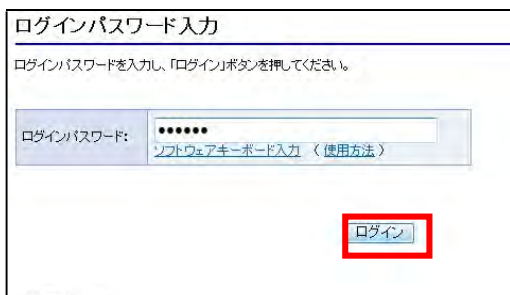 ログインパスワード入力
ログインパスワードを入力し、「ログイン」ボタンを押してください。
ログインパスワード: ●●●●●●
ソフトウェアキーボード入力 （使用方法）
ログイン